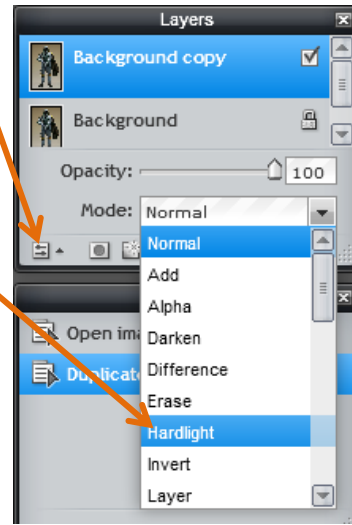 Layers
Background copy
Background
Opacity: 100
Mode: Normal
Normal
Add
Alpha
Darken
Open ima
Difference
Duplicate
Erase
Hardlight
Invert
Layer